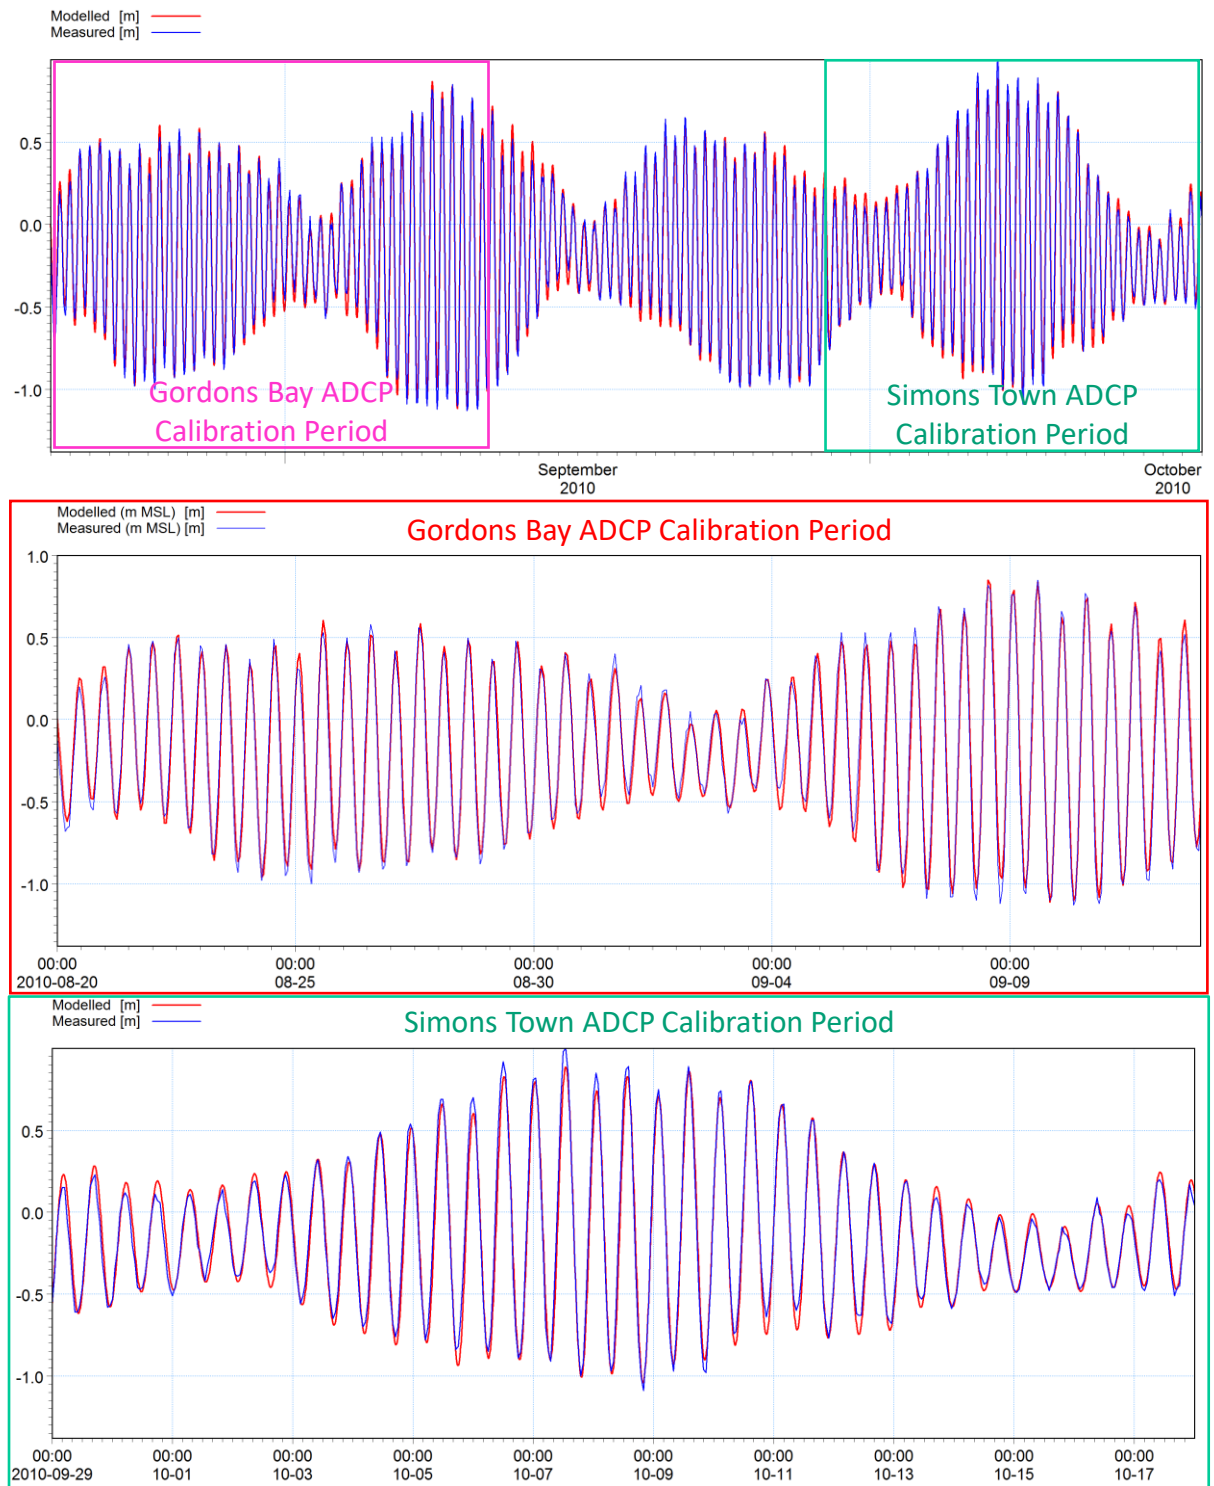 Modelled [m]
Measured [m]
0.5
0.0
-0.5
-1.0
Gordons Bay ADCP
Calibration Period
Simons Town ADCP
Calibration Period
September
2010
October
2010
Modelled (m MSL) [m]
Measured (m MSL) [m]
Gordons Bay ADCP Calibration Period
1.0
0.5
0.0
-0.5
-1.0
00:00 00:00 00:00 00:00 00:00
2010-08-20 08-25 08-30 09-04 09-09
Modelled [m]
Measured [m]
Simons Town ADCP Calibration Period
0.5
0.0
-0.5
-1.0
00:00 00:00 00:00 00:00 00:00 00:00 00:00 00:00 00:00 00:00
2010-09-29 10-01 10-03 10-05 10-07 10-09 10-11 10-13 10-15 10-17